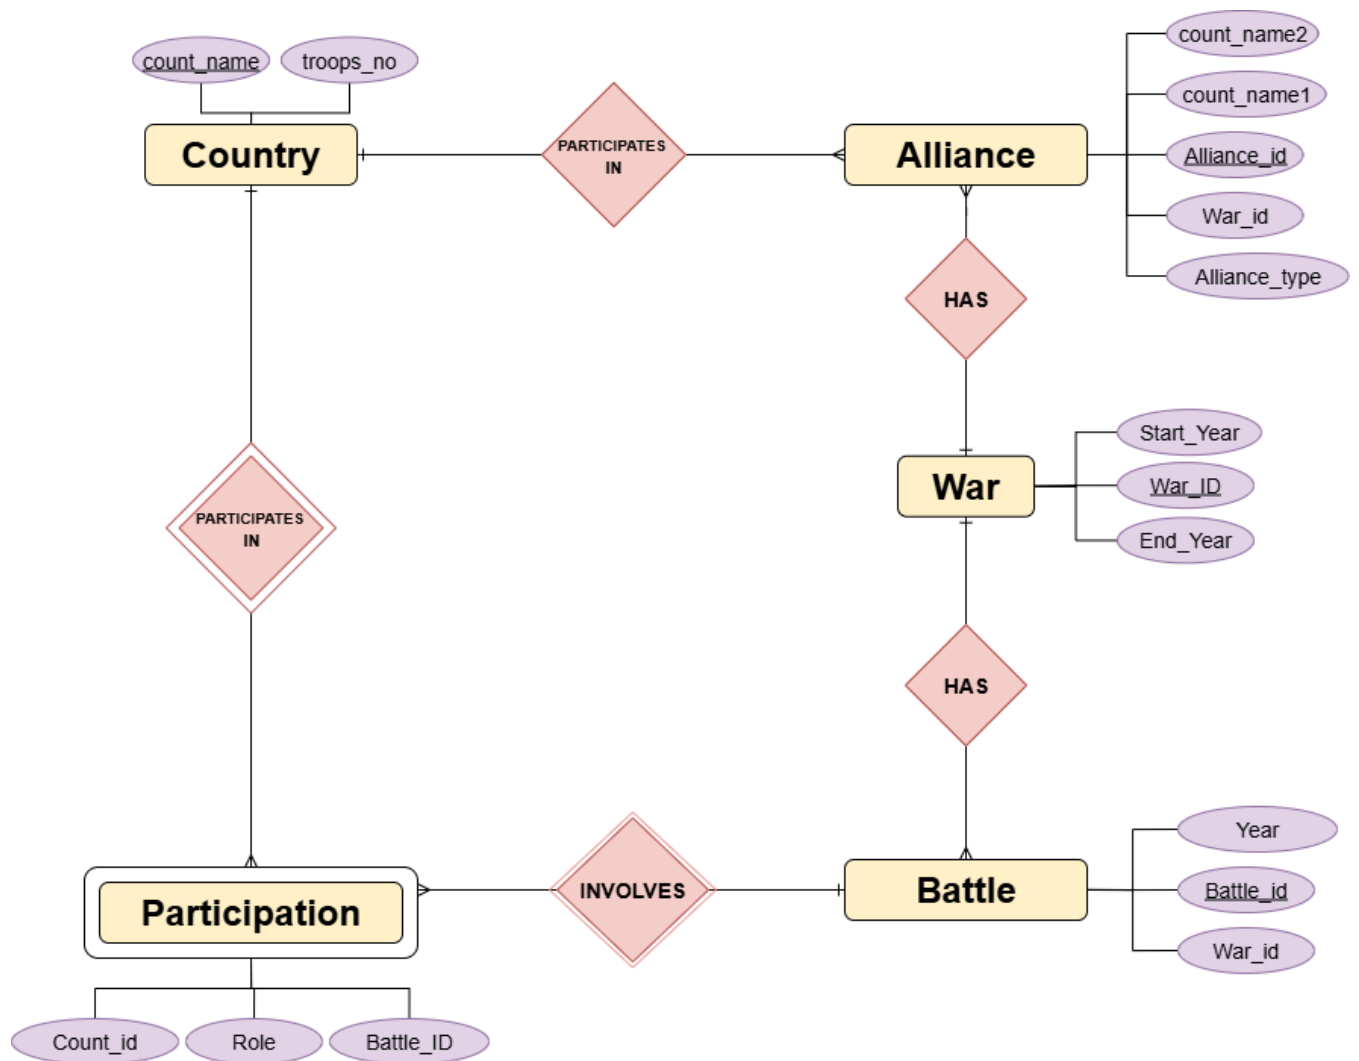 count_name
troops_no
Country
PARTICIPATES
IN
Alliance
count_name2
count_name1
Alliance_id
War_id
Alliance_type
HAS
War
Start_Year
War_ID
End_Year
PARTICIPATES
IN
HAS
Participation
INVOLVES
Battle
Year
Battle_id
War_id
Count_id
Role
Battle_ID